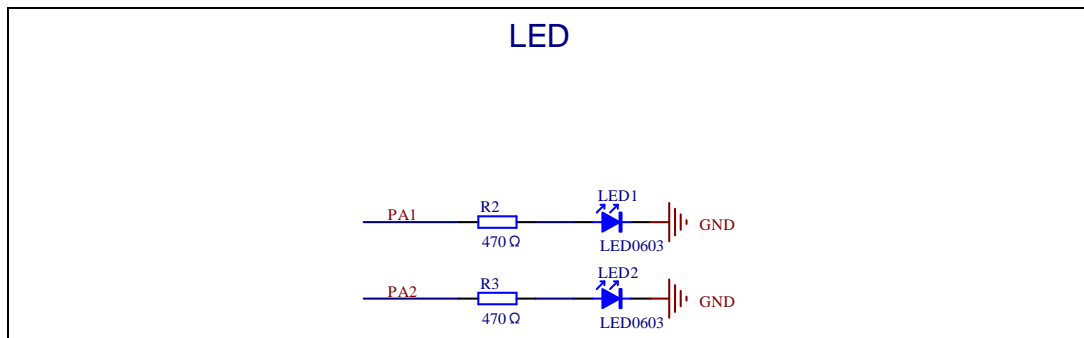 LED
PA1
R2
470Ω
LED1
LED0603
GND
PA2
R3
470Ω
LED2
LED0603
GND